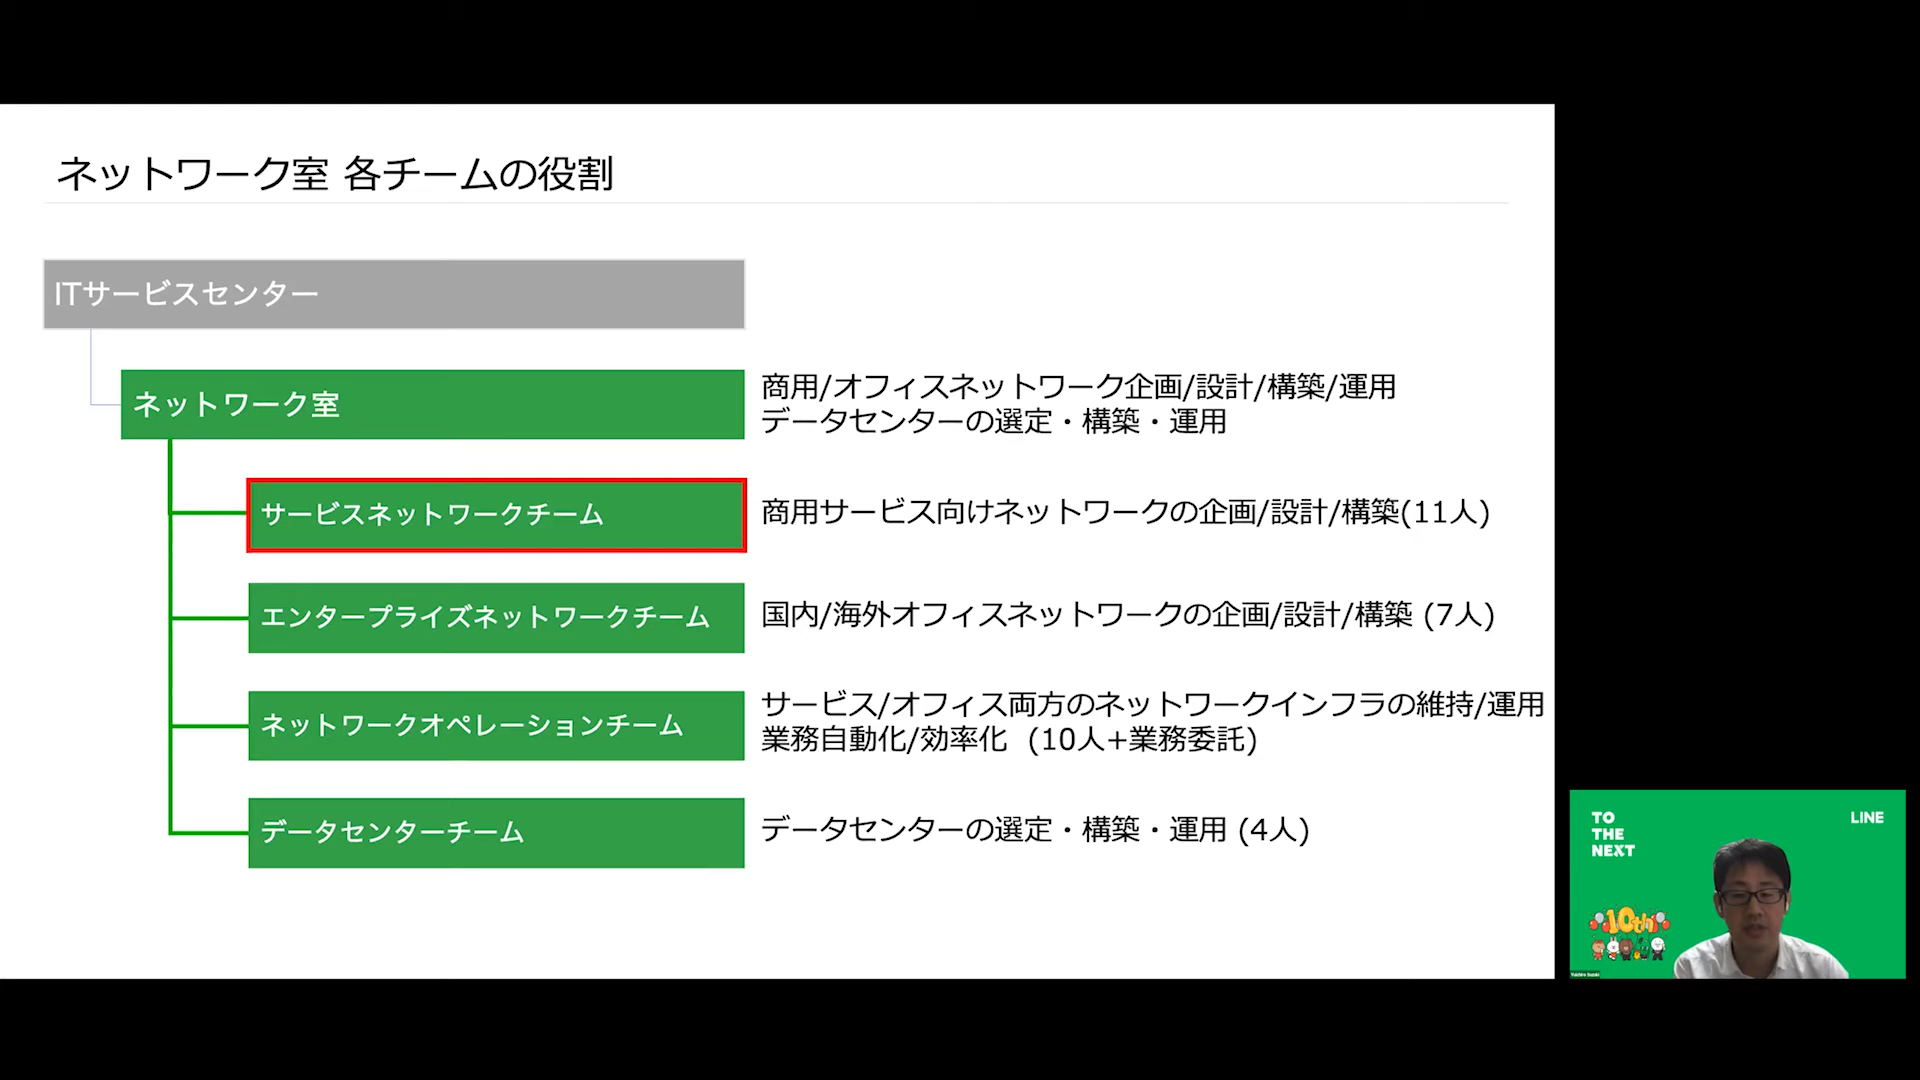 ネットワーク室 各チームの役割
ITサービスセンター
ネットワーク室
商用/オフィスネットワーク企画/設計/構築/運用
データセンターの選定・構築・運用
サービスネットワークチーム
商用サービス向けネットワークの企画/設計/構築(11人)
エンタープライズネットワークチーム
国内/海外オフィスネットワークの企画/設計/構築 (7人)
ネットワークオペレーションチーム
サービス/オフィス両方のネットワークインフラの維持/運用
業務自動化/効率化 (10人+業務委託)
データセンターチーム
データセンターの選定・構築・運用 (4人)
TO
THE
NEXT
LINE
10th